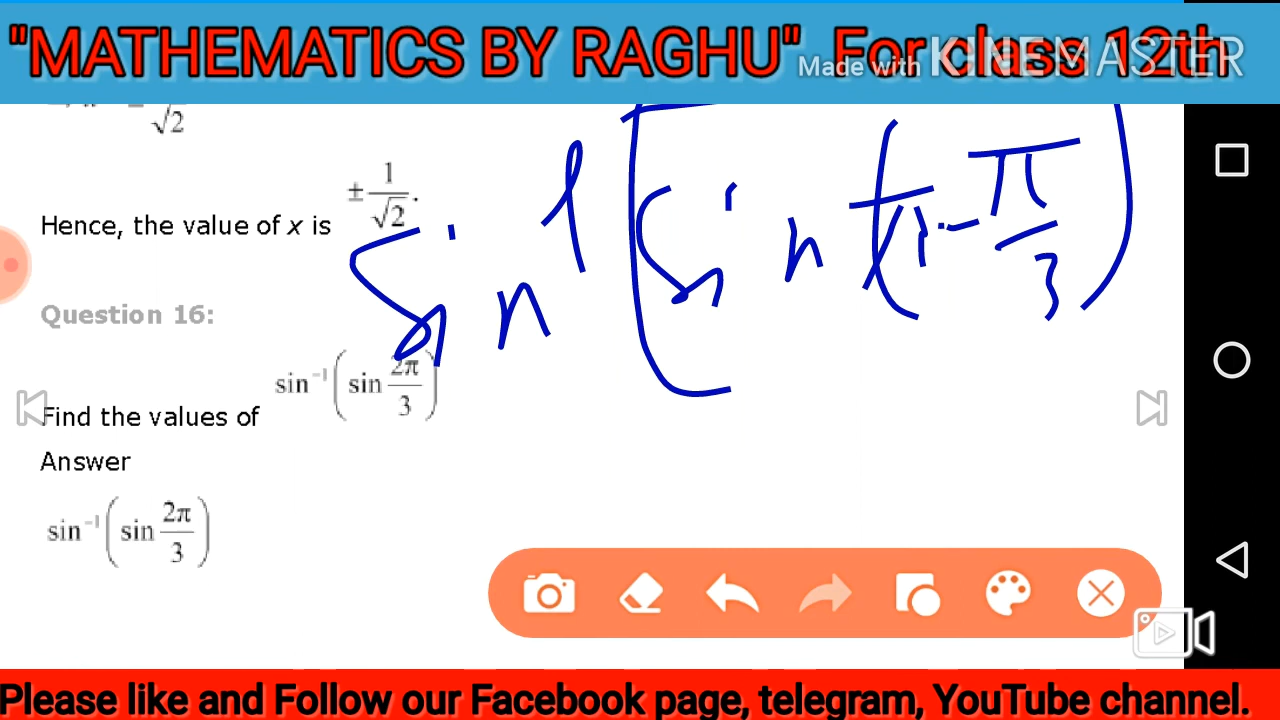 "MATHEMATICS BY RAGHU" For class 12th
Made with KINEMASTER
√2
Hence, the value of x is ± 1/√2.
sin⁻¹[sin(π-π/3)
Question 16:
Find the values of sin⁻¹(sin 2π/3)
Answer
sin⁻¹(sin 2π/3)
Please like and Follow our Facebook page, telegram, YouTube channel.